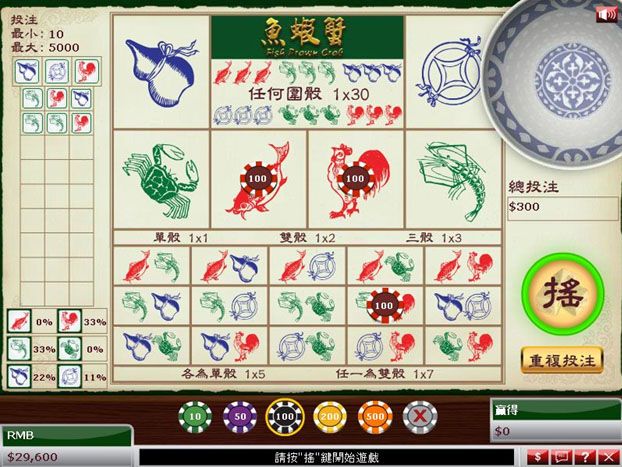 投注
最小: 10
最大: 5000
魚蝦蟹
Fish Prawn Crab
任何圍骰 1x30
100
100
總投注
$300
單骰 1x1
雙骰 1x2
三骰 1x3
搖
100
0%
33%
33%
0%
22%
11%
重複投注
各為單骰 1x5
任一為雙骰 1x7
10
50
100
200
500
贏得
$0
RMB
$29,600
請按"搖"鍵開始遊戲
$
?
X